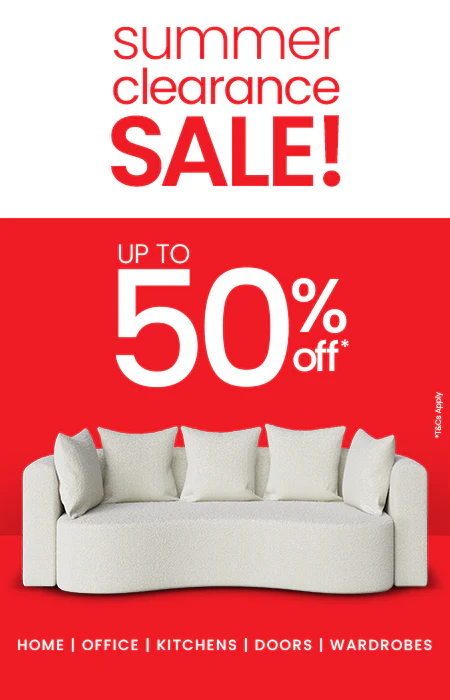 summer
clearance
SALE!
UP TO
50%
off*
*T&Cs Apply
HOME | OFFICE | KITCHENS | DOORS | WARDROBES